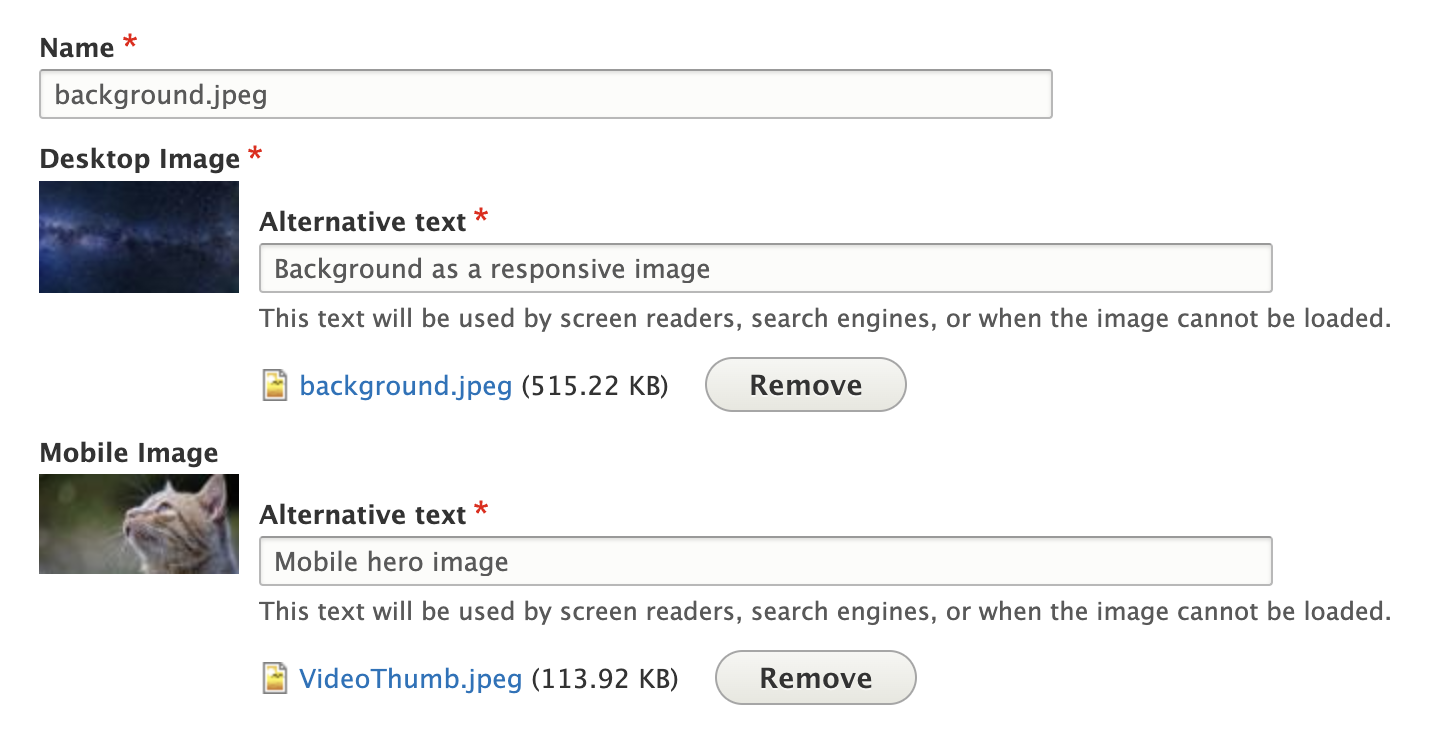 Name *
background.jpeg
Desktop Image *
Alternative text *
Background as a responsive image
This text will be used by screen readers, search engines, or when the image cannot be loaded.
background.jpeg (515.22 KB) Remove
Mobile Image
Alternative text *
Mobile hero image
This text will be used by screen readers, search engines, or when the image cannot be loaded.
VideoThumb.jpeg (113.92 KB) Remove